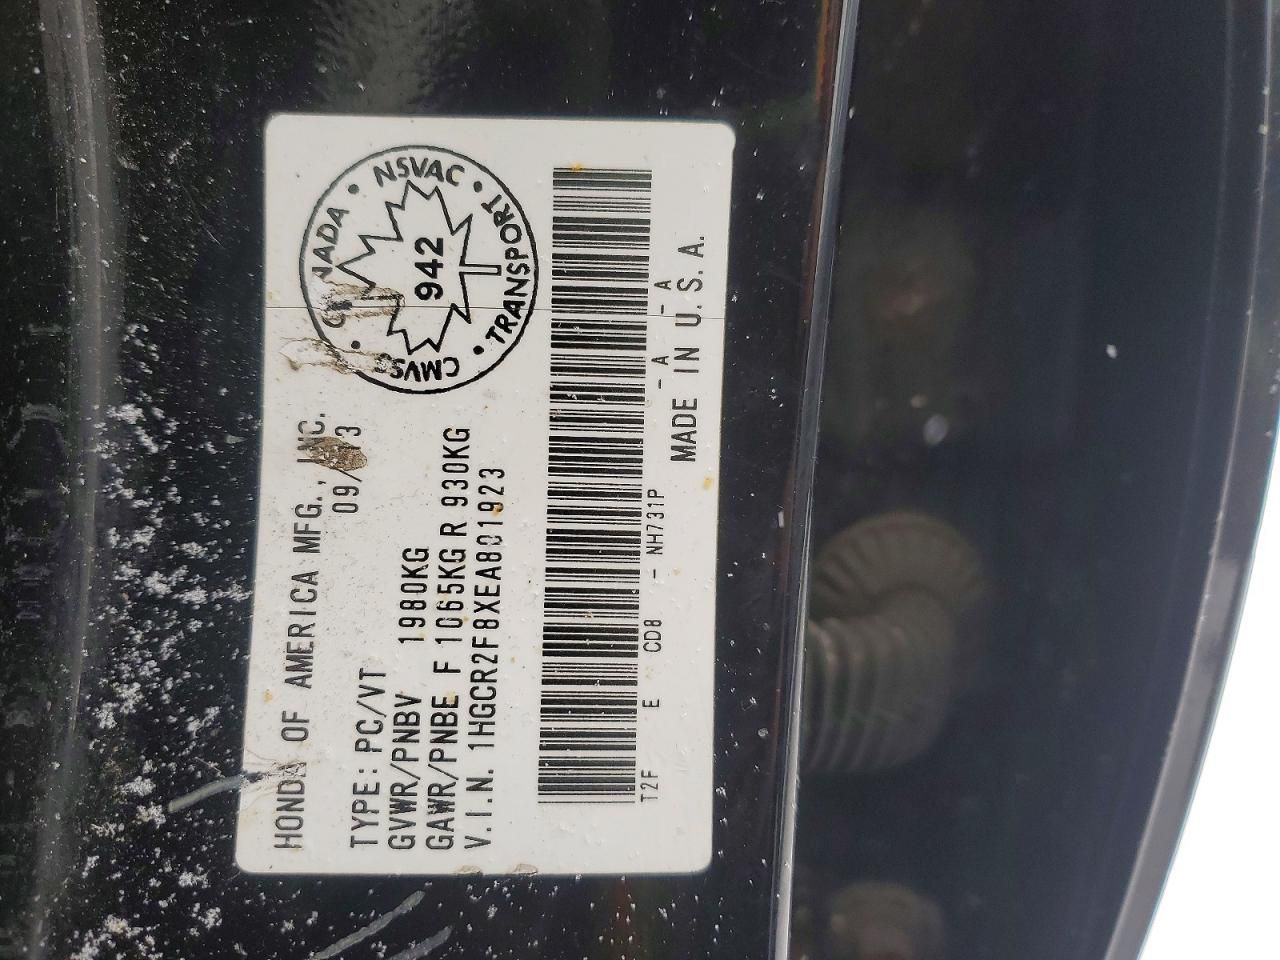 HONDA OF AMERICA MFG., INC.
09/ 3
TYPE: PC/VT
GVWR/PNBV 1980KG
GAWR/PNBE F 1065KG R 930KG
V.I.N. 1HGCR2F8XEA801923
CANADA • NSVAC • TRANSPORT • CMVSS •
942
T2F E CD8 - NH731P - A - A
MADE IN U.S.A.